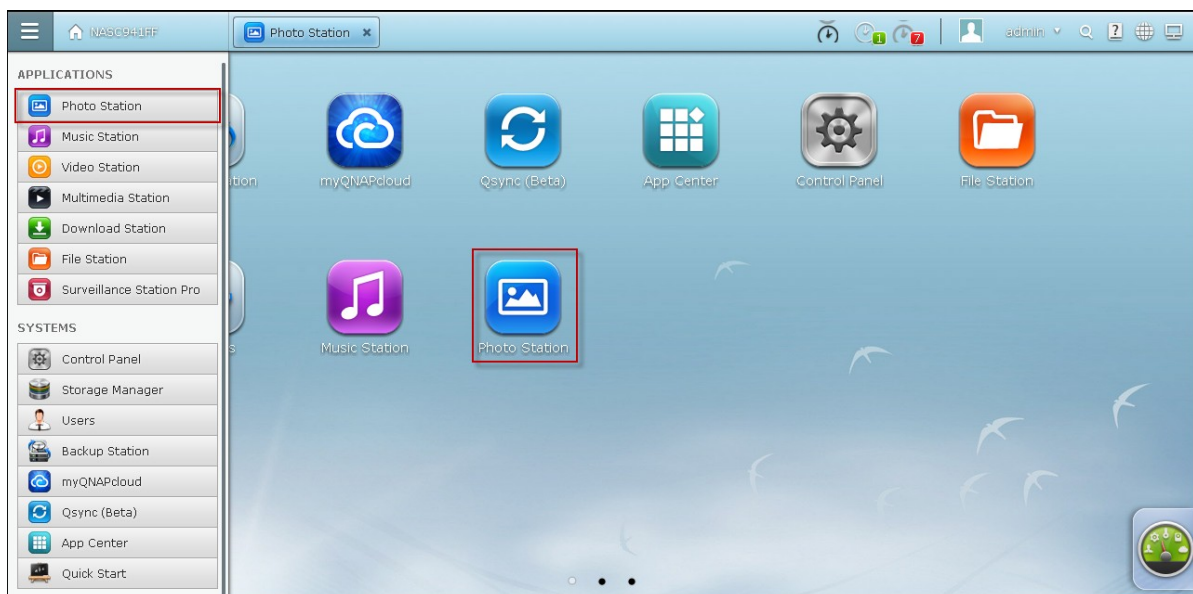 NASC941FF
Photo Station
1
7
admin
?
APPLICATIONS
Photo Station
Music Station
Video Station
Multimedia Station
Download Station
File Station
Surveillance Station Pro
SYSTEMS
Control Panel
Storage Manager
Users
Backup Station
myQNAPcloud
Qsync (Beta)
App Center
Quick Start
tion
myQNAPcloud
Qsync (Beta)
App Center
Control Panel
File Station
s
Music Station
Photo Station